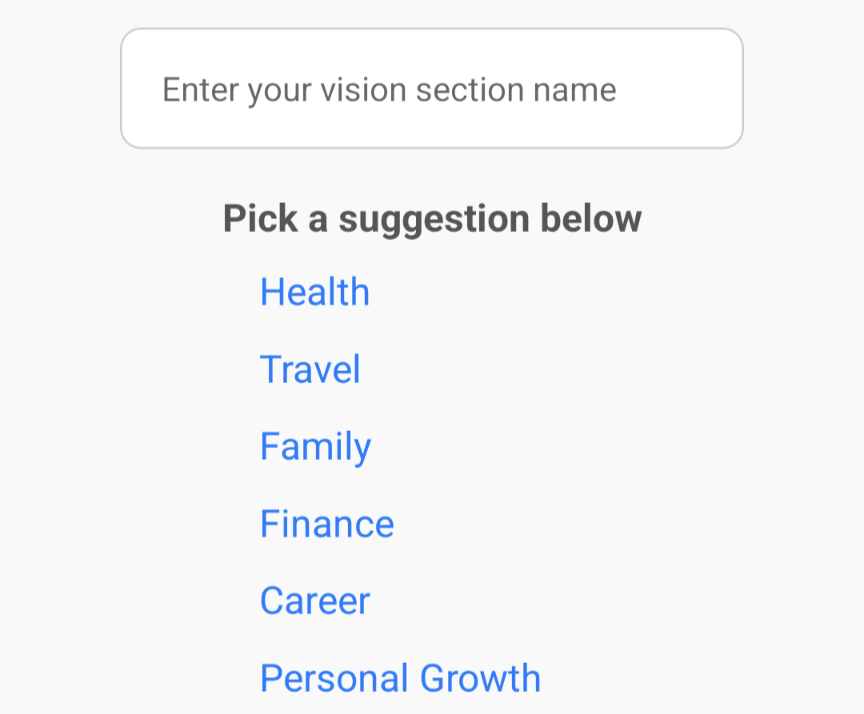 Enter your vision section name
Pick a suggestion below
Health
Travel
Family
Finance
Career
Personal Growth